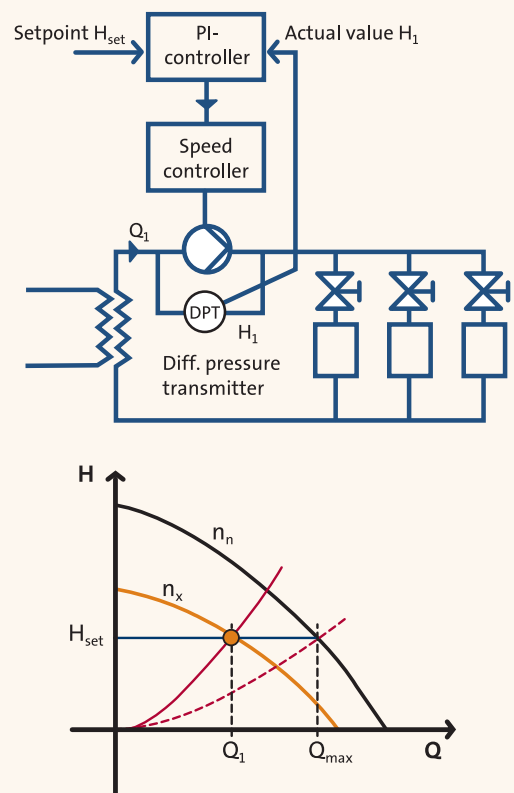 Setpoint Hset
PI-
controller
Actual value H1
Speed
controller
Q1
DPT
H1
Diff. pressure
transmitter
H
nn
nx
Hset
Q1
Qmax
Q